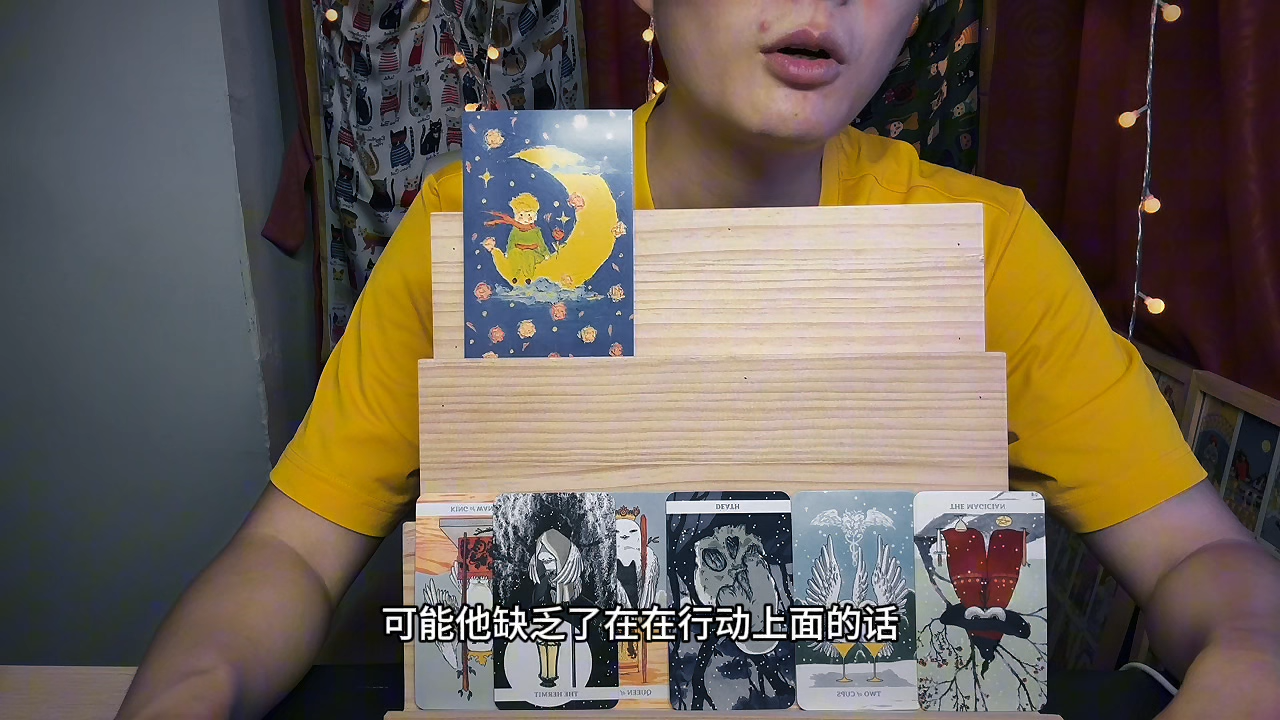 KING of WAN
DEATH
THE MAGICIAN
可能他缺乏了在在行动上面的话
THE HERMIT
QUEEN of
TWO of CUPS